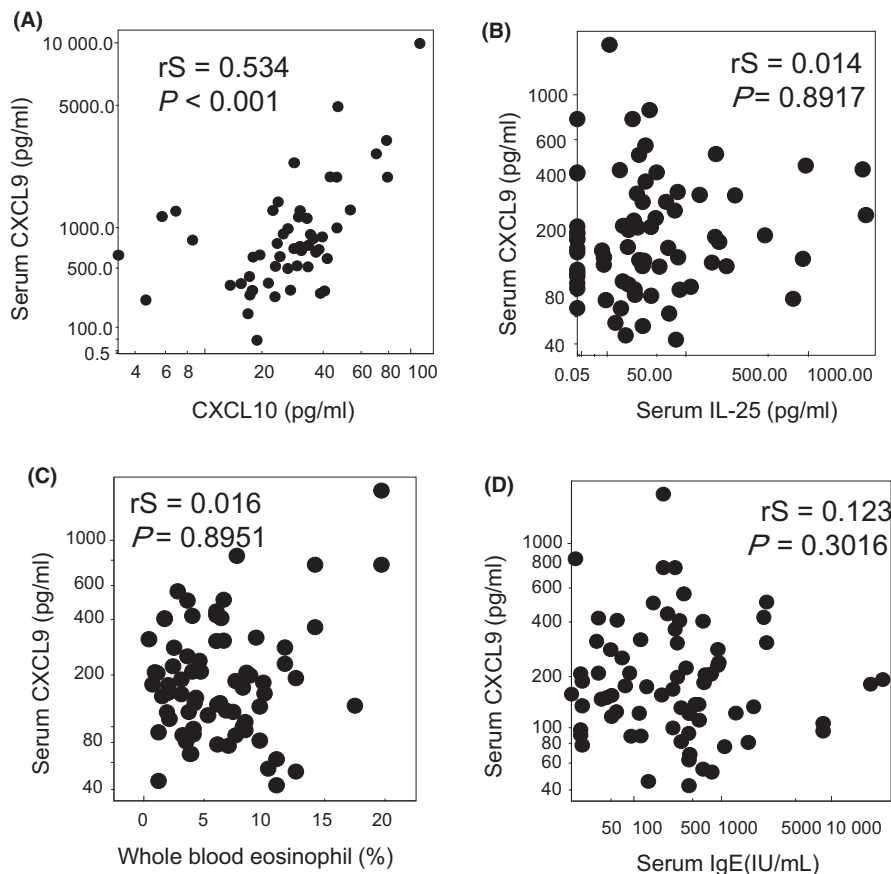 (A)
rS = 0.534
P < 0.001
Serum CXCL9 (pg/ml)
10 000.0
5000.0
1000.0
500.0
100.0
0.5
4 6 8 20 40 60 80 100
CXCL10 (pg/ml)
(B)
rS = 0.014
P = 0.8917
Serum CXCL9 (pg/ml)
1000
600
400
200
80
40
0.05 50.00 500.00 1000.00
Serum IL-25 (pg/ml)
(C)
rS = 0.016
P = 0.8951
Serum CXCL9 (pg/ml)
1000
600
400
200
80
40
0 5 10 15 20
Whole blood eosinophil (%)
(D)
rS = 0.123
P = 0.3016
Serum CXCL9 (pg/ml)
1000
800
600
400
200
100
80
60
40
50 100 500 1000 5000 10 000
Serum IgE(IU/mL)